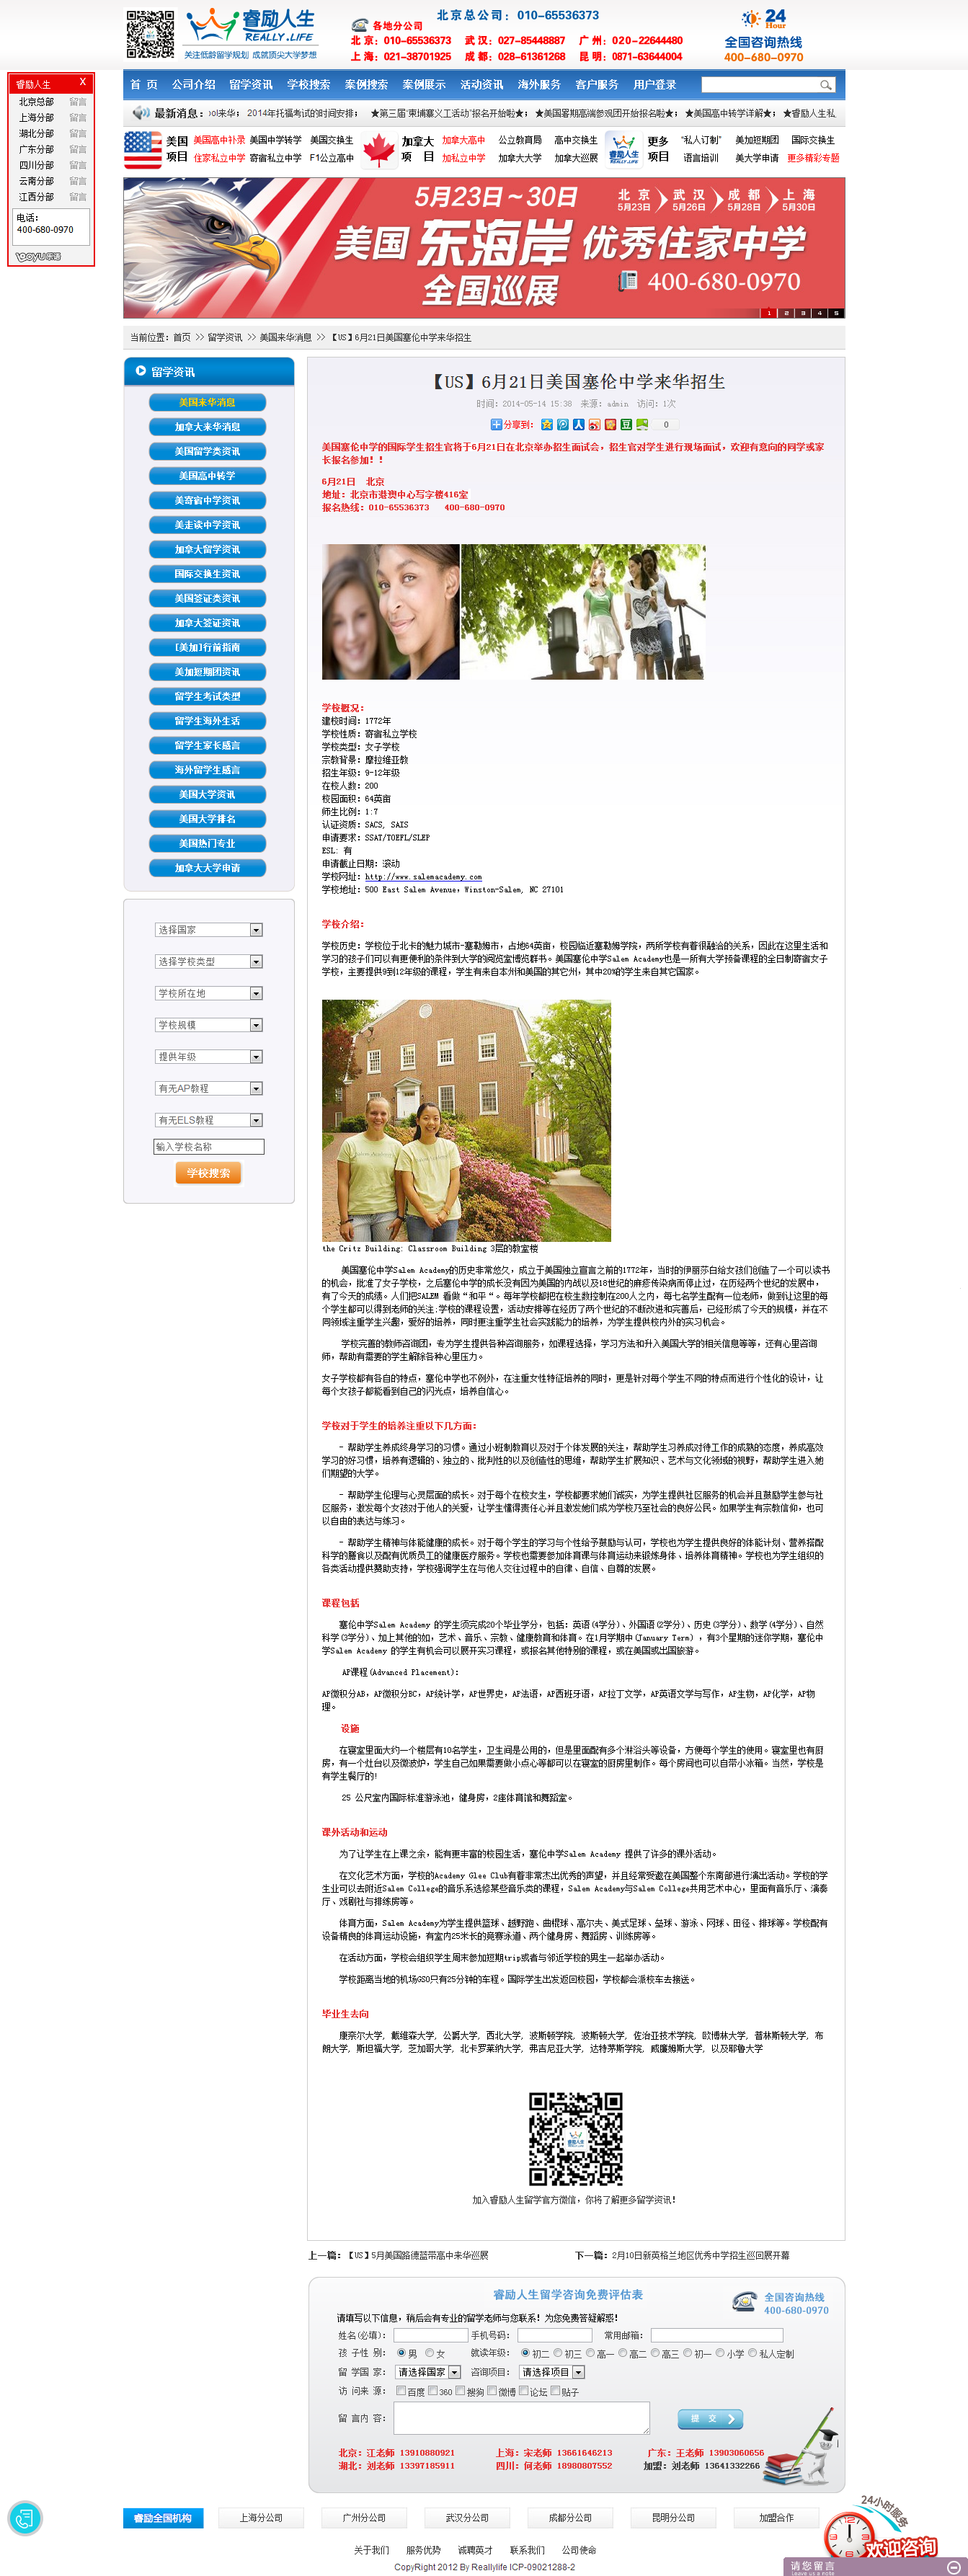 睿励人生
REALLY.LIFE
关注低龄留学规划 成就顶尖大学梦想
各地分公司
北京总公司：010-65536373
北 京：010-65536373 武 汉：027-85448887 广 州：020-22644480
上 海：021-38701925 成 都：028-61361268 昆 明：0871-63644004
24 Hour
全国咨询热线
400-680-0970
睿励人生 X
北京总部 留言
上海分部 留言
湖北分部 留言
广东分部 留言
四川分部 留言
云南分部 留言
江西分部 留言
电话：
400-680-0970
首 页 公司介绍 留学资讯 学校搜索 案例搜索 案例展示 活动资讯 海外服务 客户服务 用户登录
最新消息： ool来华； 2014年托福考试的时间安排； ★第三届"柬埔寨义工活动"报名开始啦★； ★美国暑期高端参观团开始报名啦★； ★美国高中转学详解★； ★睿励人生私
美国项目 美国高中补录 美国中学转学 美国交换生
住家私立中学 寄宿私立中学 F1公立高中
加拿大项 目 加拿大高中 公立教育局 高中交换生
加私立中学 加拿大大学 加拿大巡展
更多项目 "私人订制" 美加短期团 国际交换生
语言培训 美大学申请 更多精彩专题
5月23日~30日
北京 武汉 成都 上海
5月23日 5月26日 5月28日 5月30日
美国 东海岸 优秀住家中学
全国巡展 400-680-0970
1 2 3 4 5
当前位置：首页 >> 留学资讯 >> 美国来华消息 >> 【US】6月21日美国塞伦中学来华招生
留学资讯
美国来华消息
加拿大来华消息
美国留学类资讯
美国高中转学
美寄宿中学资讯
美走读中学资讯
加拿大留学资讯
国际交换生资讯
美国签证类资讯
加拿大签证资讯
[美加]行前指南
美加短期团资讯
留学生考试类型
留学生海外生活
留学生家长感言
海外留学生感言
美国大学资讯
美国大学排名
美国热门专业
加拿大大学申请
选择国家
选择学校类型
学校所在地
学校规模
提供年级
有无AP教程
有无ELS教程
输入学校名称
学校搜索
【US】6月21日美国塞伦中学来华招生
时间：2014-05-14 15:38 来源：admin 访问：1次
分享到： 0
美国塞伦中学的国际学生招生官将于6月21日在北京举办招生面试会，招生官对学生进行现场面试，欢迎有意向的同学或家
长报名参加！！
6月21日 北京
地址：北京市港澳中心写字楼416室
报名热线：010-65536373 400-680-0970
学校概况：
建校时间：1772年
学校性质：寄宿私立学校
学校类型：女子学校
宗教背景：摩拉维亚教
招生年级：9-12年级
在校人数：200
校园面积：64英亩
师生比例：1:7
认证资质：SACS, SAIS
申请要求：SSAT/TOEFL/SLEP
ESL: 有
申请截止日期：滚动
学校网址：http://www.salemacademy.com
学校地址：500 East Salem Avenue，Winston-Salem, NC 27101
学校介绍：
学校历史：学校位于北卡的魅力城市-塞勒姆市，占地64英亩，校园临近塞勒姆学院，两所学校有着很融洽的关系，因此在这里生活和
学习的孩子们可以有更便利的条件到大学的阅览室博览群书。美国塞伦中学Salem Academy也是一所有大学预备课程的全日制寄宿女子
学校，主要提供9到12年级的课程，学生有来自本州和美国的其它州，其中20%的学生来自其它国家。
the Critz Building: Classroom Building 3层的教室楼
美国塞伦中学Salem Academy的历史非常悠久，成立于美国独立宣言之前的1772年，当时的伊丽莎白给女孩们创造了一个可以读书
的机会，批准了女子学校，之后塞伦中学的成长没有因为美国的内战以及18世纪的麻疹传染病而停止过，在历经两个世纪的发展中，
有了今天的成绩。人们把SALEM 看做“和平“。每年学校都把在校生数控制在200人之内，每七名学生配有一位老师，做到让这里的每
个学生都可以得到老师的关注;学校的课程设置，活动安排等在经历了两个世纪的不断改进和完善后，已经形成了今天的规模，并在不
同领域注重学生兴趣，爱好的培养，同时更注重学生社会实践能力的培养，为学生提供校内外的实习机会。
学校完善的教师咨询团，专为学生提供各种咨询服务，如课程选择，学习方法和升入美国大学的相关信息等等，还有心里咨询
师，帮助有需要的学生解除各种心里压力。
女子学校都有各自的特点，塞伦中学也不例外，在注重女性特征培养的同时，更是针对每个学生不同的特点而进行个性化的设计，让
每个女孩子都能看到自己的闪光点，培养自信心。
学校对于学生的培养注重以下几方面：
- 帮助学生养成终身学习的习惯。通过小班制教育以及对于个体发展的关注，帮助学生习养成对待工作的成熟的态度，养成高效
学习的好习惯，培养有逻辑的、独立的、批判性的以及创造性的思维，帮助学生扩展知识、艺术与文化领域的视野，帮助学生进入她
们期望的大学。
- 帮助学生伦理与心灵层面的成长。对于每个在校女生，学校都要求她们诚实，为学生提供社区服务的机会并且鼓励学生参与社
区服务，激发每个女孩对于他人的关爱，让学生懂得责任心并且激发她们成为学校乃至社会的良好公民。如果学生有宗教信仰，也可
以自由的表达与练习。
- 帮助学生精神与体能健康的成长。对于每个学生的学习与个性给予鼓励与认可，学校也为学生提供良好的体能计划、营养搭配
科学的膳食以及配有优质员工的健康医疗服务。学校也需要参加体育课与体育运动来锻炼身体、培养体育精神。学校也为学生组织的
各类活动提供赞助支持，学校强调学生在与他人交往过程中的自律、自信、自尊的发展。
课程包括
塞伦中学Salem Academy 的学生须完成20个毕业学分，包括：英语(4学分)、外国语(2学分)、历史(3学分)、数学(4学分)、自然
科学(3学分)、加上其他的如，艺术、音乐、宗教、健康教育和体育。在1月学期中(January Term)，有3个星期的迷你学期，塞伦中
学Salem Academy 的学生有机会可以展开实习课程，或报名其他特别的课程，或在美国或出国旅游。
AP课程(Advanced Placement)：
AP微积分AB，AP微积分BC，AP统计学，AP世界史，AP法语，AP西班牙语，AP拉丁文学，AP英语文学与写作，AP生物，AP化学，AP物
理。
设施
在寝室里面大约一个楼层有10名学生，卫生间是公用的，但是里面配有多个淋浴头等设备，方便每个学生的使用。寝室里也有厨
房，有一个灶台以及微波炉，学生自己如果需要做小点心等都可以在寝室的厨房里制作。每个房间也可以自带小冰箱。当然，学校是
有学生餐厅的!
25 公尺室内国际标准游泳池，健身房，2座体育馆和舞蹈室。
课外活动和运动
为了让学生在上课之余，能有更丰富的校园生活，塞伦中学Salem Academy 提供了许多的课外活动。
在文化艺术方面，学校的Academy Glee Club有着非常杰出优秀的声望，并且经常受邀在美国整个东南部进行演出活动。学校的学
生业可以去附近Salem College的音乐系选修某些音乐类的课程，Salem Academy与Salem College共用艺术中心，里面有音乐厅、演奏
厅、戏剧社与排练房等。
体育方面，Salem Academy为学生提供篮球、越野跑、曲棍球、高尔夫、美式足球、垒球、游泳、网球、田径、排球等。学校配有
设备精良的体育运动设施，有室内25米长的竞赛泳道、两个健身房、舞蹈房、训练房等。
在活动方面，学校会组织学生周末参加短期trip或者与邻近学校的男生一起举办活动。
学校距离当地的机场GSO只有25分钟的车程。国际学生出发返回校园，学校都会派校车去接送。
毕业生去向
康奈尔大学, 戴维森大学, 公爵大学, 西北大学, 波斯顿学院, 波斯顿大学, 佐治亚技术学院, 欧博林大学, 普林斯顿大学, 布
朗大学, 斯坦福大学, 芝加哥大学, 北卡罗莱纳大学, 弗吉尼亚大学, 达特茅斯学院, 威廉姆斯大学, 以及耶鲁大学
加入睿励人生留学官方微信，你将了解更多留学资讯！
上一篇：【US】5月美国路德蓝带高中来华巡展 下一篇：2月10日新英格兰地区优秀中学招生巡回展开幕
睿励人生留学咨询免费评估表
全国咨询热线
400-680-0970
请填写以下信息，稍后会有专业的留学老师与您联系！为您免费答疑解惑！
姓名(必填)： 手机号码： 常用邮箱：
孩 子性 别： 男 女 就读年级： 初二 初三 高一 高二 高三 初一 小学 私人定制
留 学国 家： 请选择国家 咨询项目： 请选择项目
访 问来 源： 百度 360 搜狗 微博 论坛 贴子
留 言内 容： 提 交
北京：江老师 13910880921 上海：宋老师 13661646213 广东：王老师 13903060656
湖北：刘老师 13397185911 四川：何老师 18980807552 加盟：刘老师 13641332266
睿励全国机构 上海分公司 广州分公司 武汉分公司 成都分公司 昆明分公司 加盟合作
关于我们 服务优势 诚聘英才 联系我们 公司使命
CopyRight 2012 By Reallylife ICP-09021288-2
24小时服务
欢迎咨询
请您留言